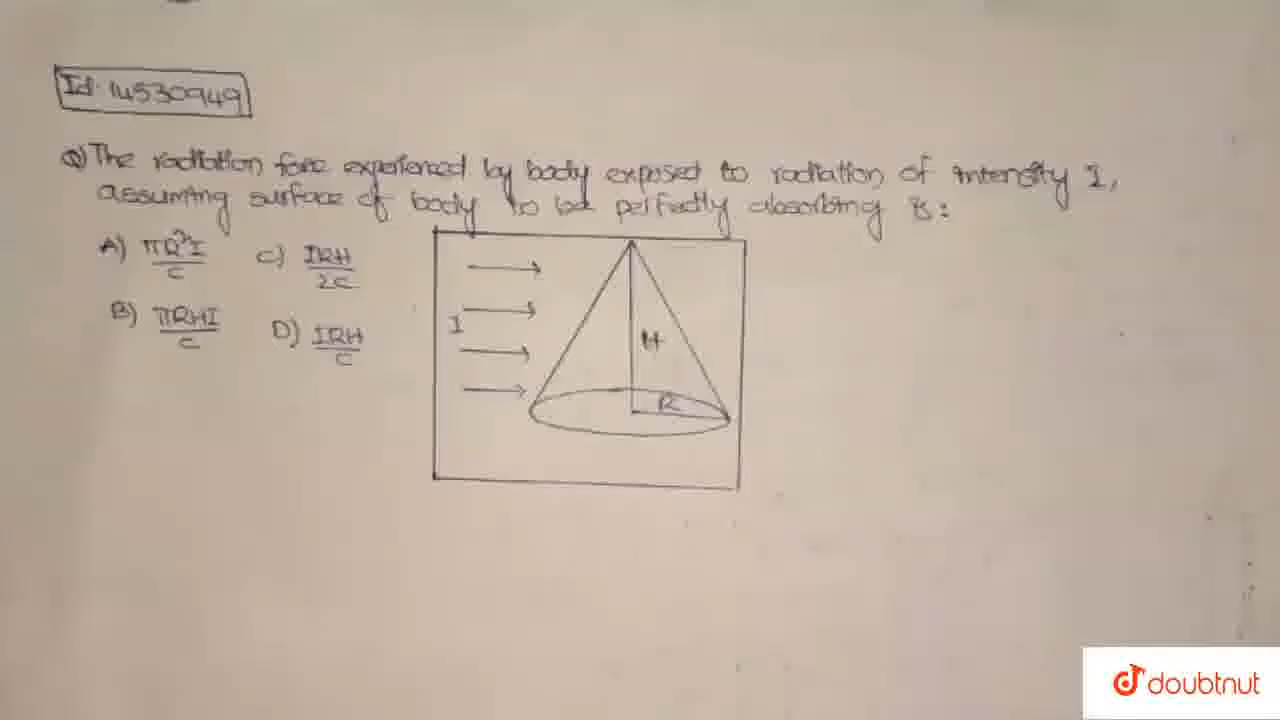 Id: 14530949
Q) The radiation force experienced by body exposed to radiation of intensity I,
assuming surface of body to be perfectly absorbing is:
A) πR²I/C C) IRH/2C
B) πRHI/C D) IRH/C
I
H
R
doubtnut